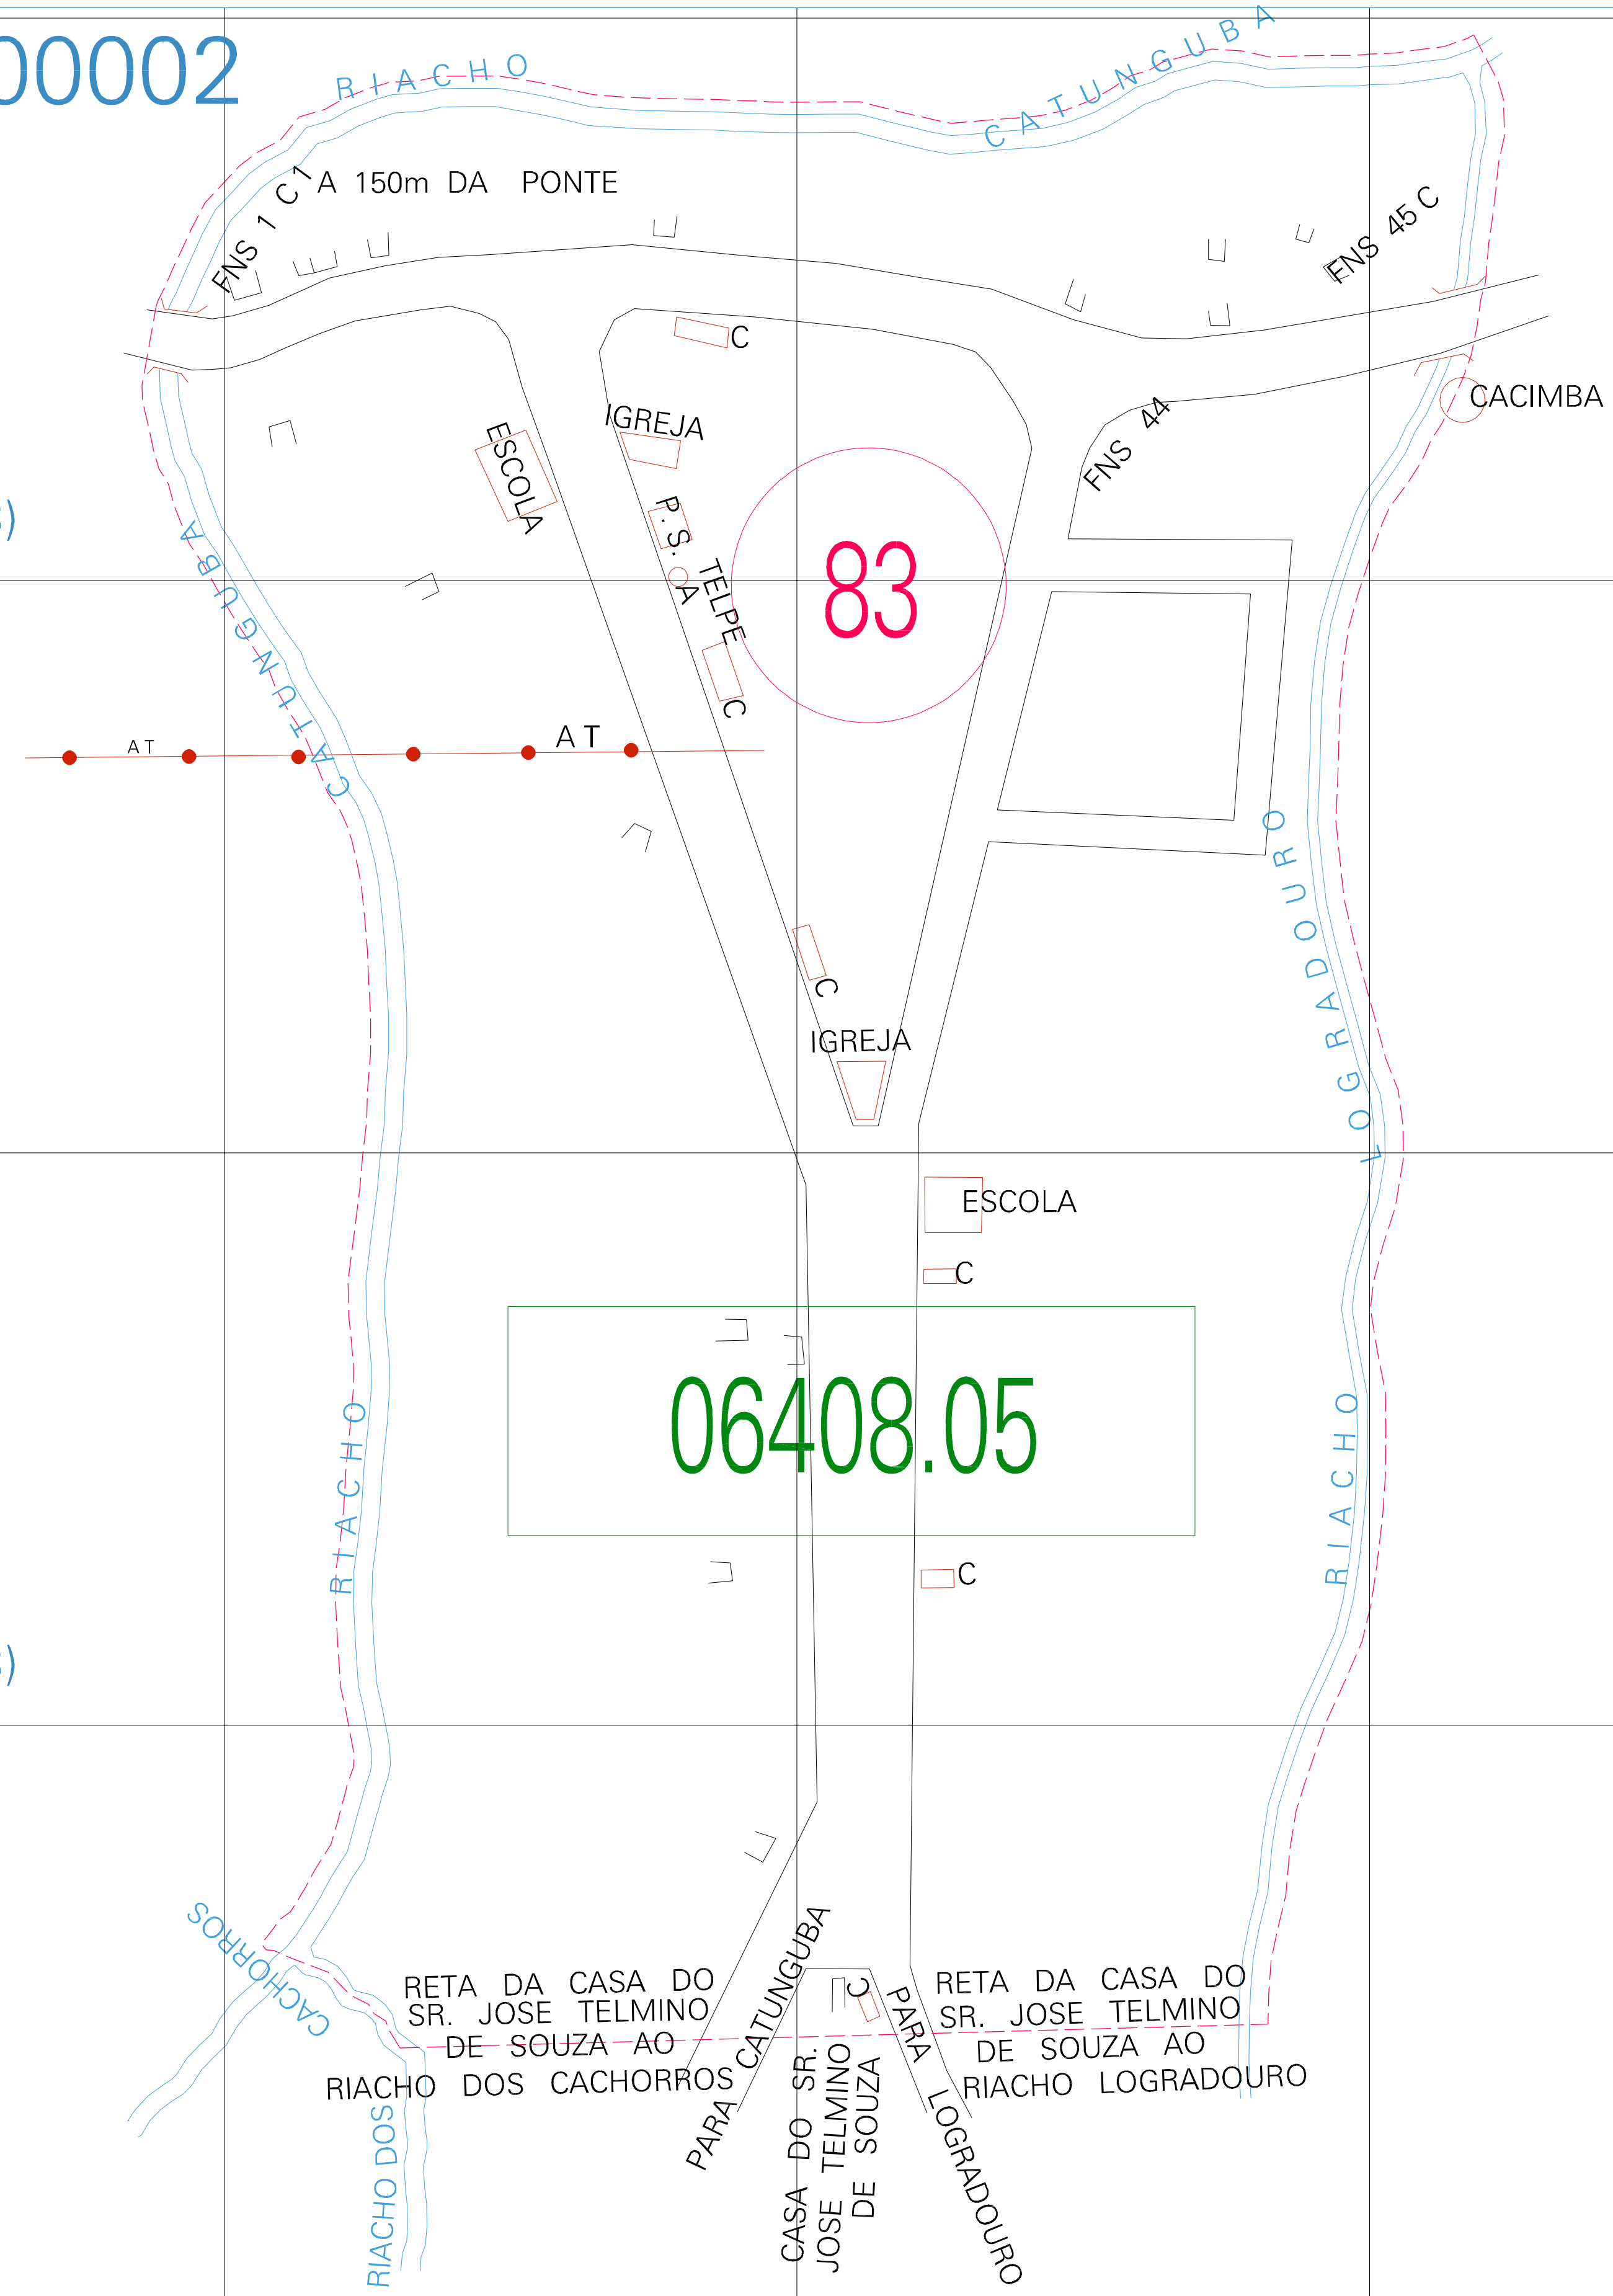 00002
RIACHO
CATUNGUBA
A 150m DA PONTE
FNS 1 C 1
FNS 45 C
C
CACIMBA
IGREJA
ESCOLA
FNS 44
P. S.
TELPE
A
83
C
CATUNGUBA
A T
A T
LOGRADOURO
C
IGREJA
ESCOLA
C
06408.05
RIACHO
RIACHO
C
)
)
CACHORROS
RETA DA CASA DO
SR. JOSE TELMINO
DE SOUZA AO
RIACHO DOS CACHORROS
PARA CATUNGUBA
C
PARA LOGRADOURO
RETA DA CASA DO
SR. JOSE TELMINO
DE SOUZA AO
RIACHO LOGRADOURO
CASA DO SR.
JOSE TELMINO
DE SOUZA
RIACHO DOS